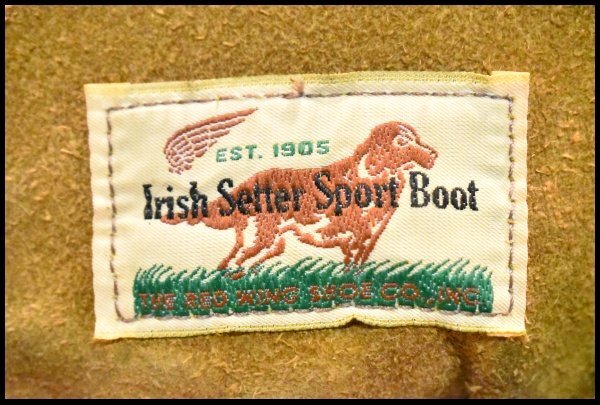 EST. 1905
Irish Setter Sport Boot
THE RED WING SHOE CO., INC.